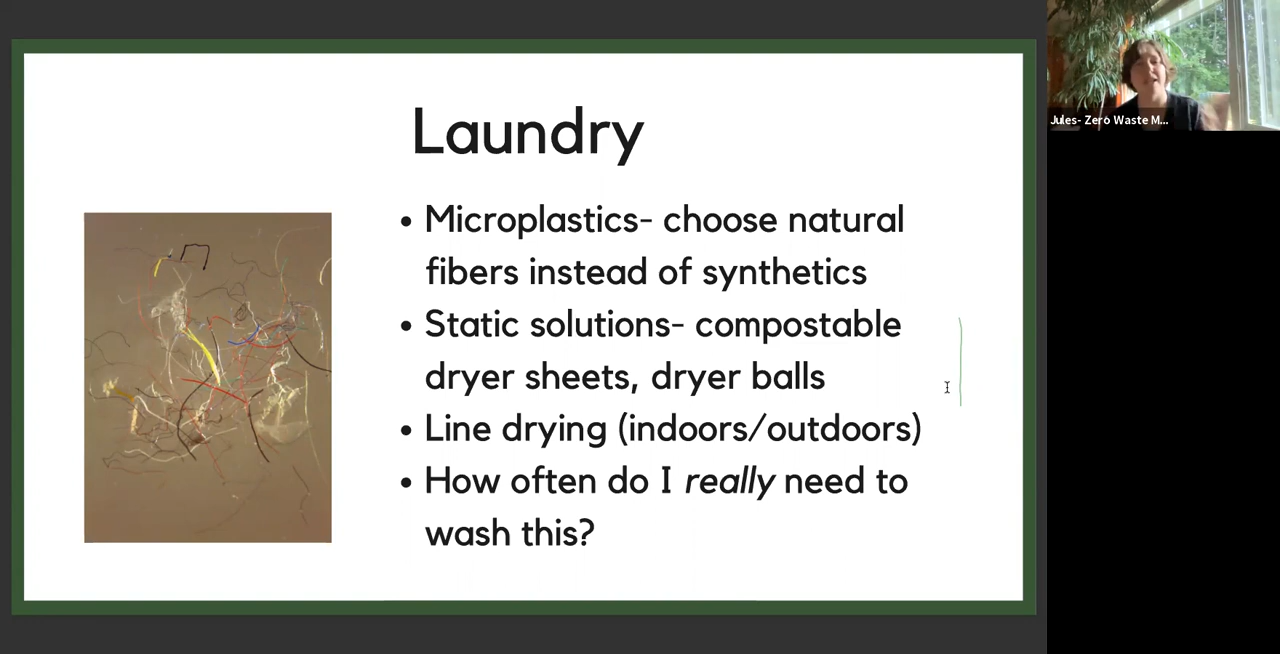 Laundry
• Microplastics- choose natural
fibers instead of synthetics
• Static solutions- compostable
dryer sheets, dryer balls
• Line drying (indoors/outdoors)
• How often do I really need to
wash this?
Jules- Zero Waste M...